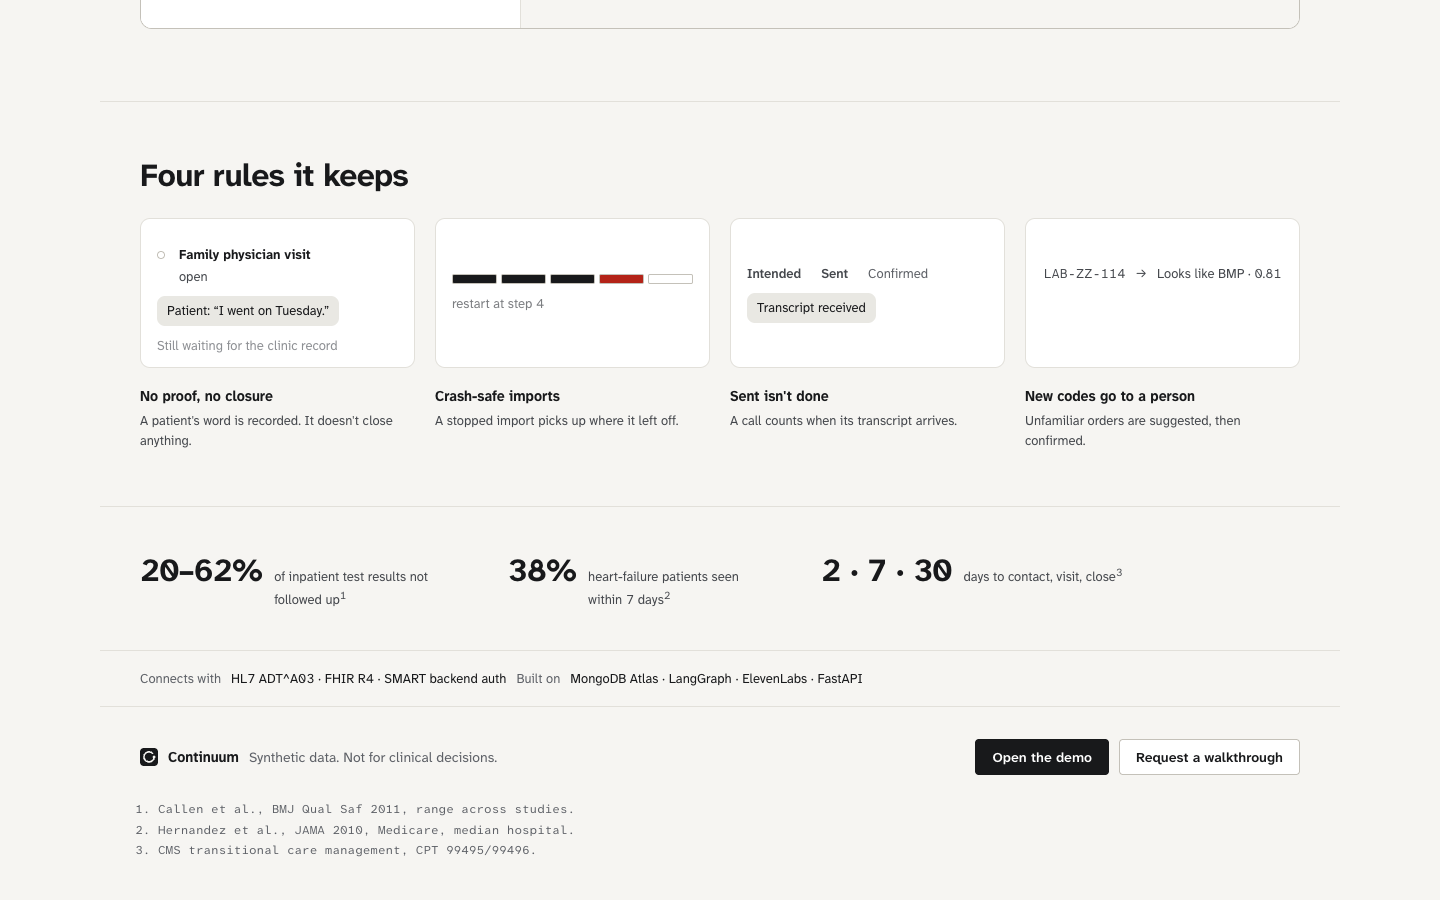 Four rules it keeps
Family physician visit
open
Patient: “I went on Tuesday.”
Still waiting for the clinic record
No proof, no closure
A patient's word is recorded. It doesn't close
anything.
restart at step 4
Crash-safe imports
A stopped import picks up where it left off.
Intended Sent Confirmed
Transcript received
Sent isn't done
A call counts when its transcript arrives.
LAB-ZZ-114 → Looks like BMP · 0.81
New codes go to a person
Unfamiliar orders are suggested, then
confirmed.
20–62% of inpatient test results not
followed up1
38% heart-failure patients seen
within 7 days2
2 · 7 · 30 days to contact, visit, close3
Connects with HL7 ADT^A03 · FHIR R4 · SMART backend auth Built on MongoDB Atlas · LangGraph · ElevenLabs · FastAPI
Continuum Synthetic data. Not for clinical decisions.
Open the demo
Request a walkthrough
1. Callen et al., BMJ Qual Saf 2011, range across studies.
2. Hernandez et al., JAMA 2010, Medicare, median hospital.
3. CMS transitional care management, CPT 99495/99496.